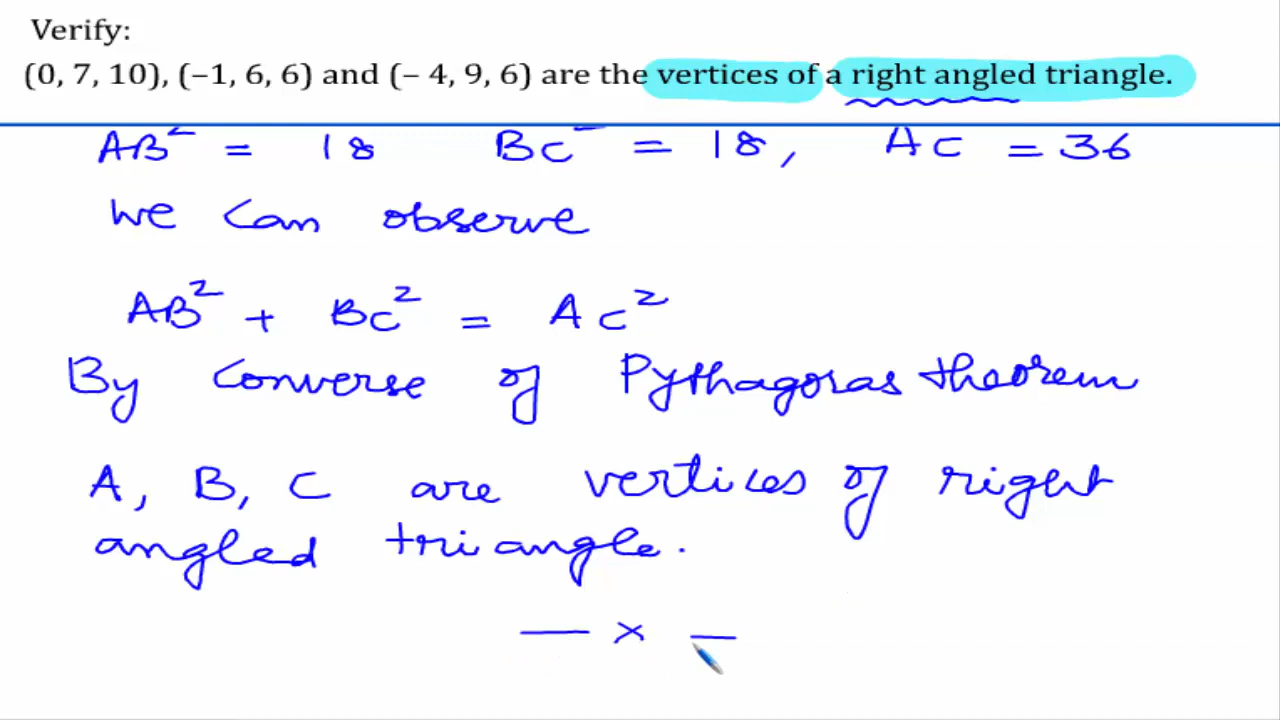 Verify:
(0, 7, 10), (−1, 6, 6) and (− 4, 9, 6) are the vertices of a right angled triangle.
AB² = 18 BC² = 18, AC = 36
We can observe
AB² + BC² = AC²
By converse of Pythagoras theorem
A, B, C are vertices of right
angled triangle.
— × —